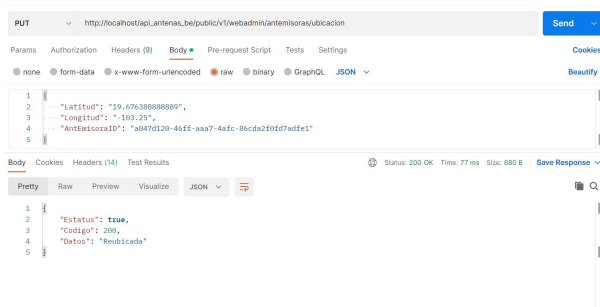 PUT http://localhost/api_antenas_be/public/v1/webadmin/antemisoras/ubicacion Send
Params Authorization Headers (9) Body Pre-request Script Tests Settings Cookies
none form-data x-www-form-urlencoded raw binary GraphQL JSON Beautify
1 {
2 "Latitud": "19.676388888889",
3 "Longitud": "-103.25",
4 "AntEmisoraID": "a047d120-46ff-aaa7-4afc-86cda2f0fd7adfe1"
5 }
Body Cookies Headers (14) Test Results Status: 200 OK Time: 77 ms Size: 680 B Save Response
Pretty Raw Preview Visualize JSON
1 {
2 "Estatus": true,
3 "Codigo": 200,
4 "Datos": "Reubicada"
5 }